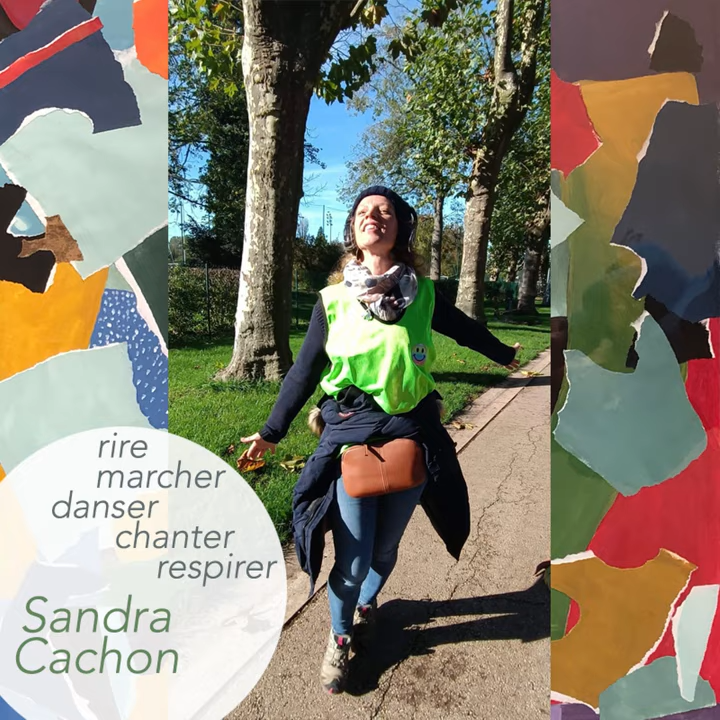 rire
marcher
danser
chanter
respirer
Sandra
Cachon